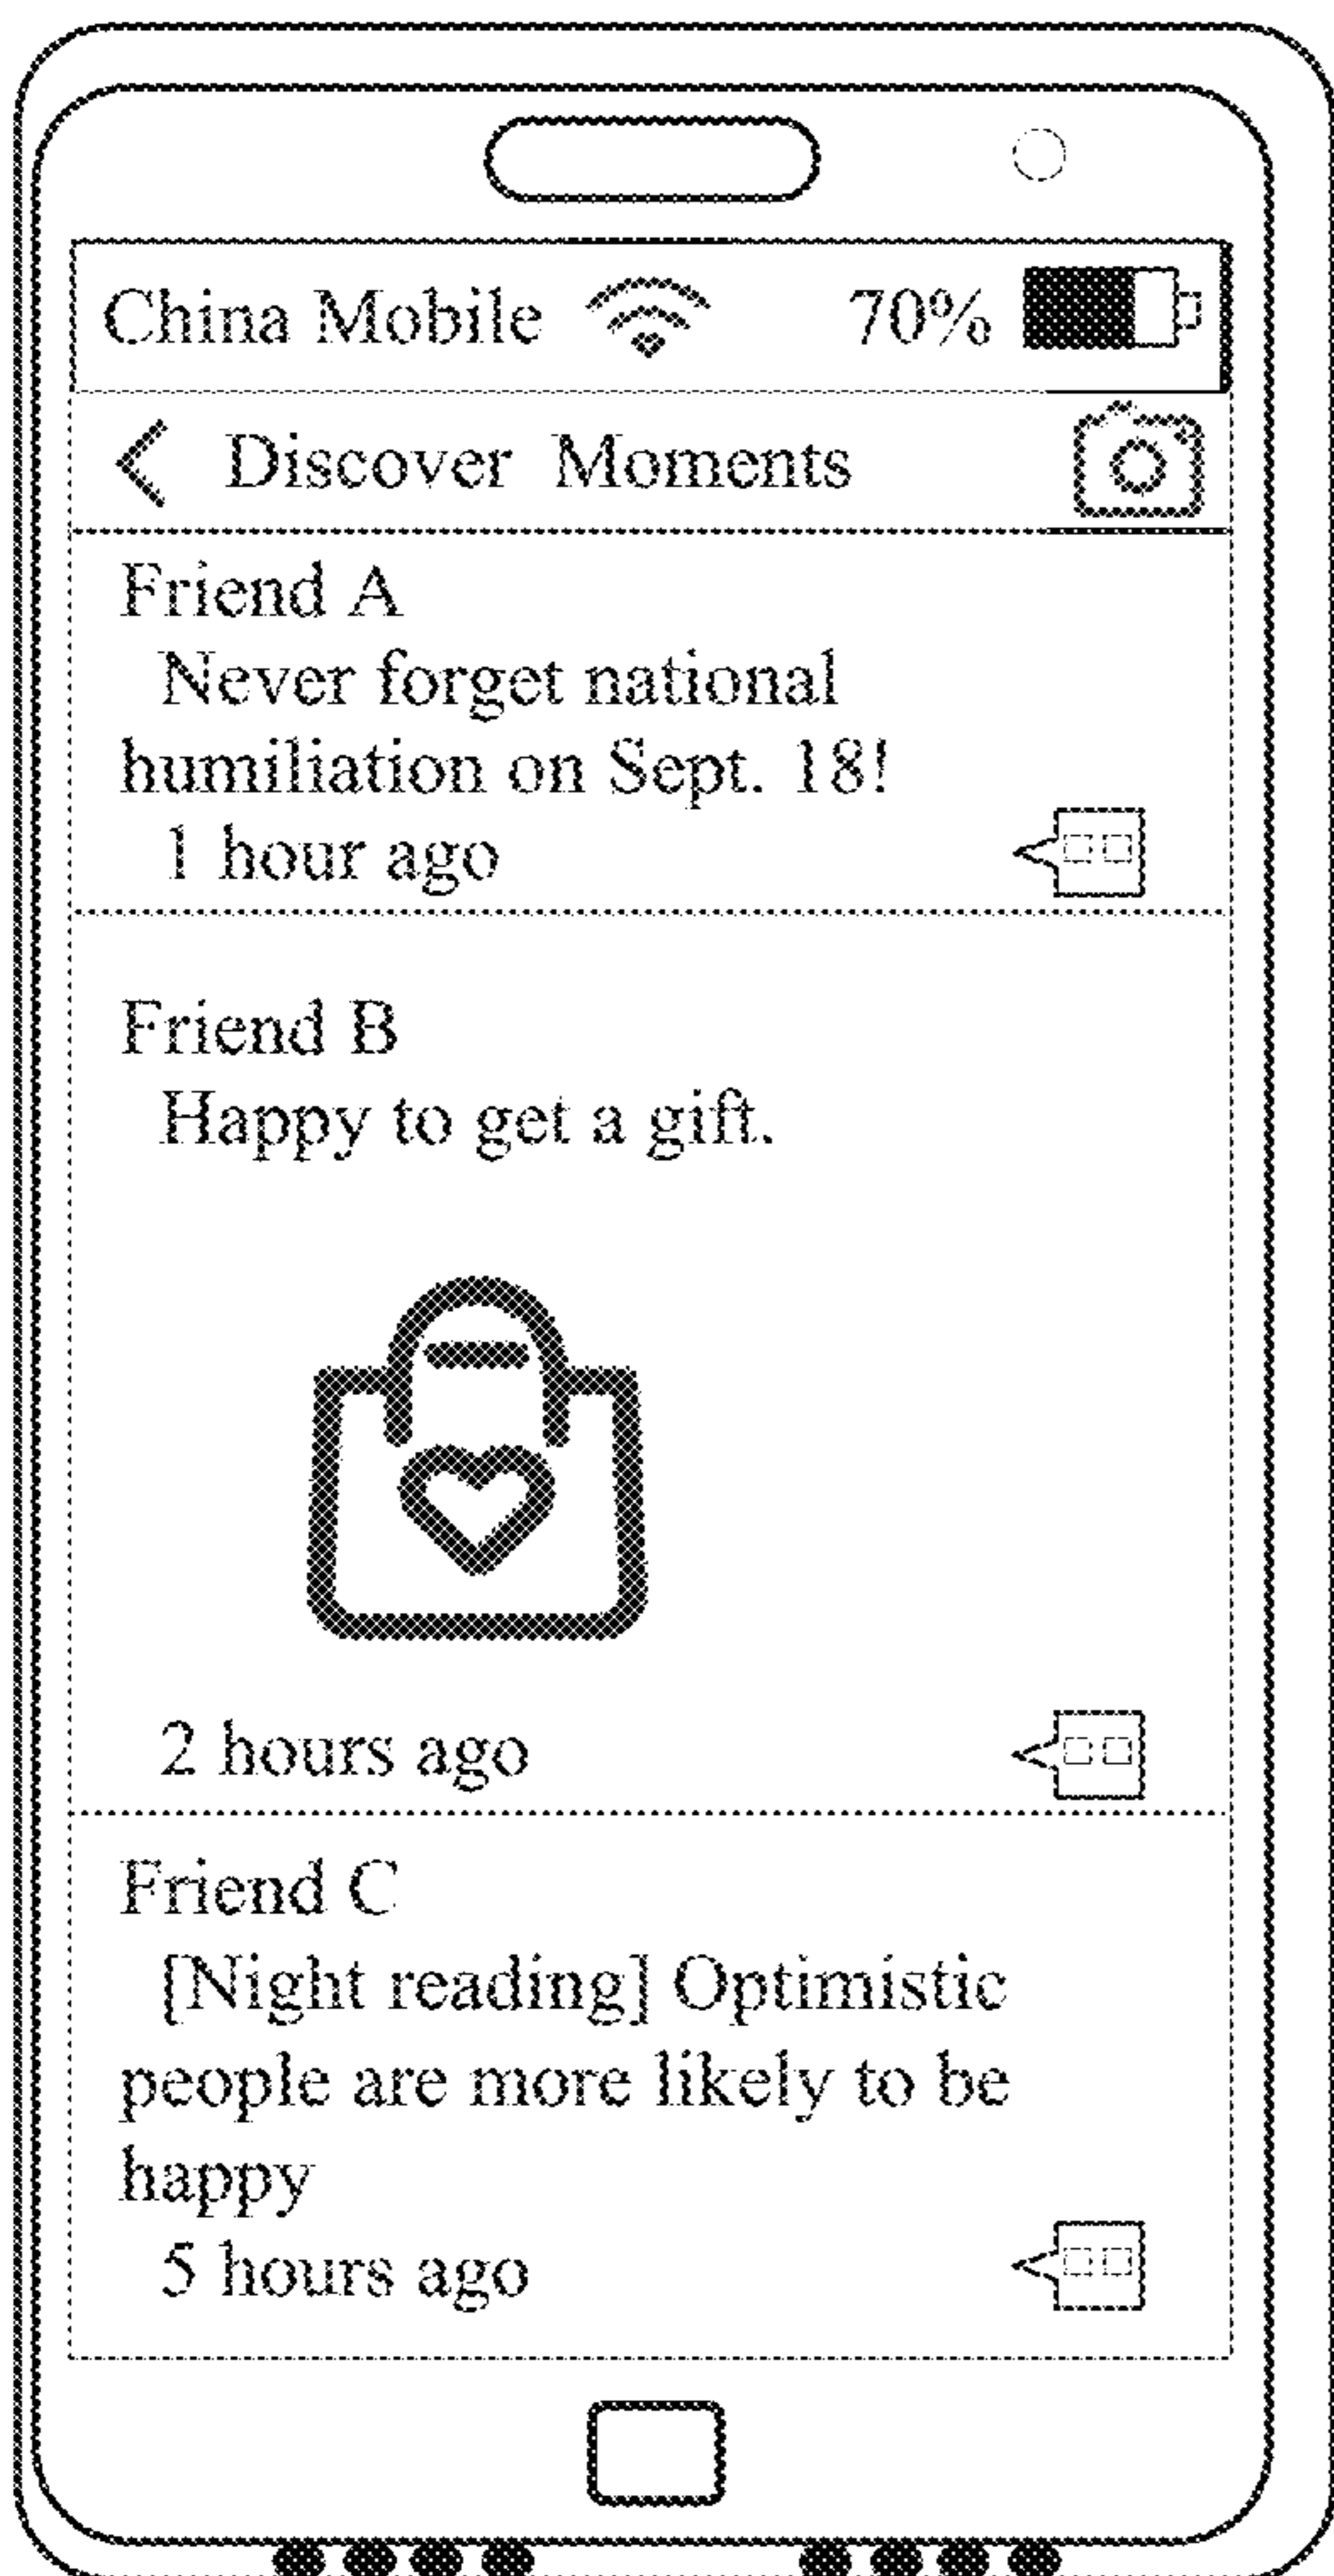 China Mobile 70%
Discover Moments
Friend A
Never forget national
humiliation on Sept. 18!
1 hour ago
Friend B
Happy to get a gift.
2 hours ago
Friend C
[Night reading] Optimistic
people are more likely to be
happy
5 hours ago